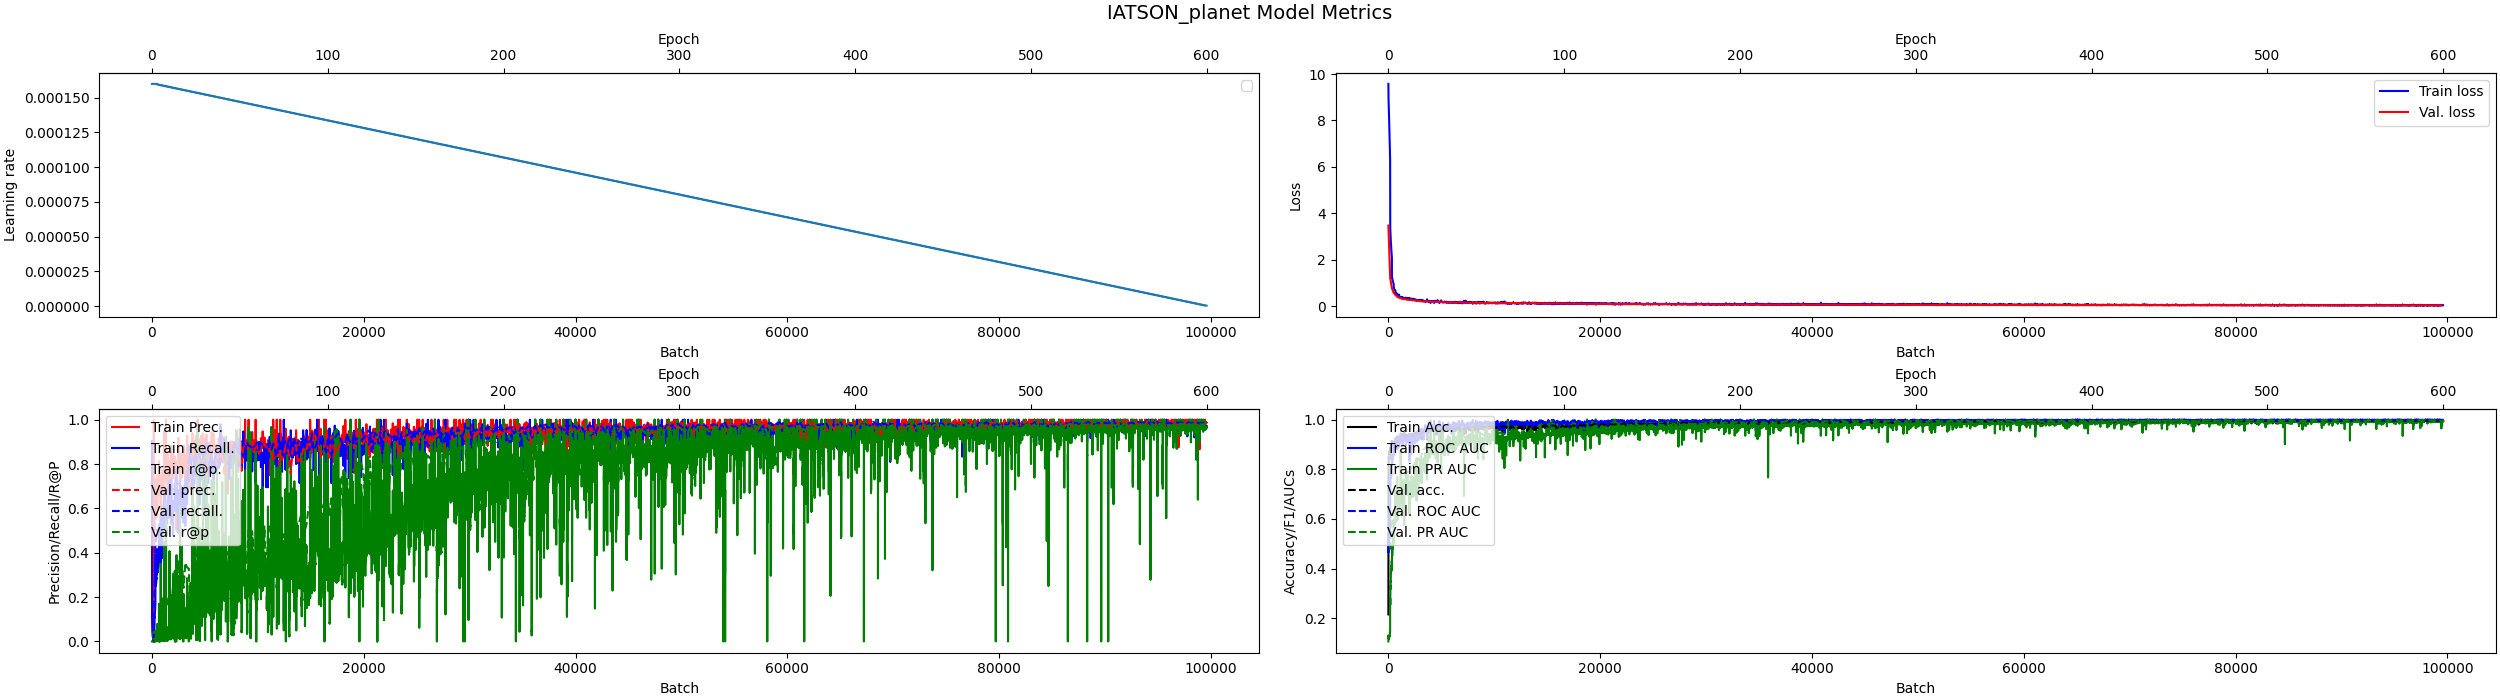 IATSON_planet Model Metrics
Epoch
0 100 200 300 400 500 600
Learning rate
0.000150
0.000125
0.000100
0.000075
0.000050
0.000025
0.000000
0 20000 40000 60000 80000 100000
Batch
Epoch
0 100 200 300 400 500 600
Loss
10
8
6
4
2
0
Train loss
Val. loss
0 20000 40000 60000 80000 100000
Batch
Epoch
0 100 200 300 400 500 600
Precision/Recall/R@P
1.0
0.8
0.6
0.4
0.2
0.0
Train Prec.
Train Recall.
Train r@p.
Val. prec.
Val. recall.
Val. r@p
0 20000 40000 60000 80000 100000
Batch
Epoch
0 100 200 300 400 500 600
Accuracy/F1/AUCs
1.0
0.8
0.6
0.4
0.2
Train Acc.
Train ROC AUC
Train PR AUC
Val. acc.
Val. ROC AUC
Val. PR AUC
0 20000 40000 60000 80000 100000
Batch